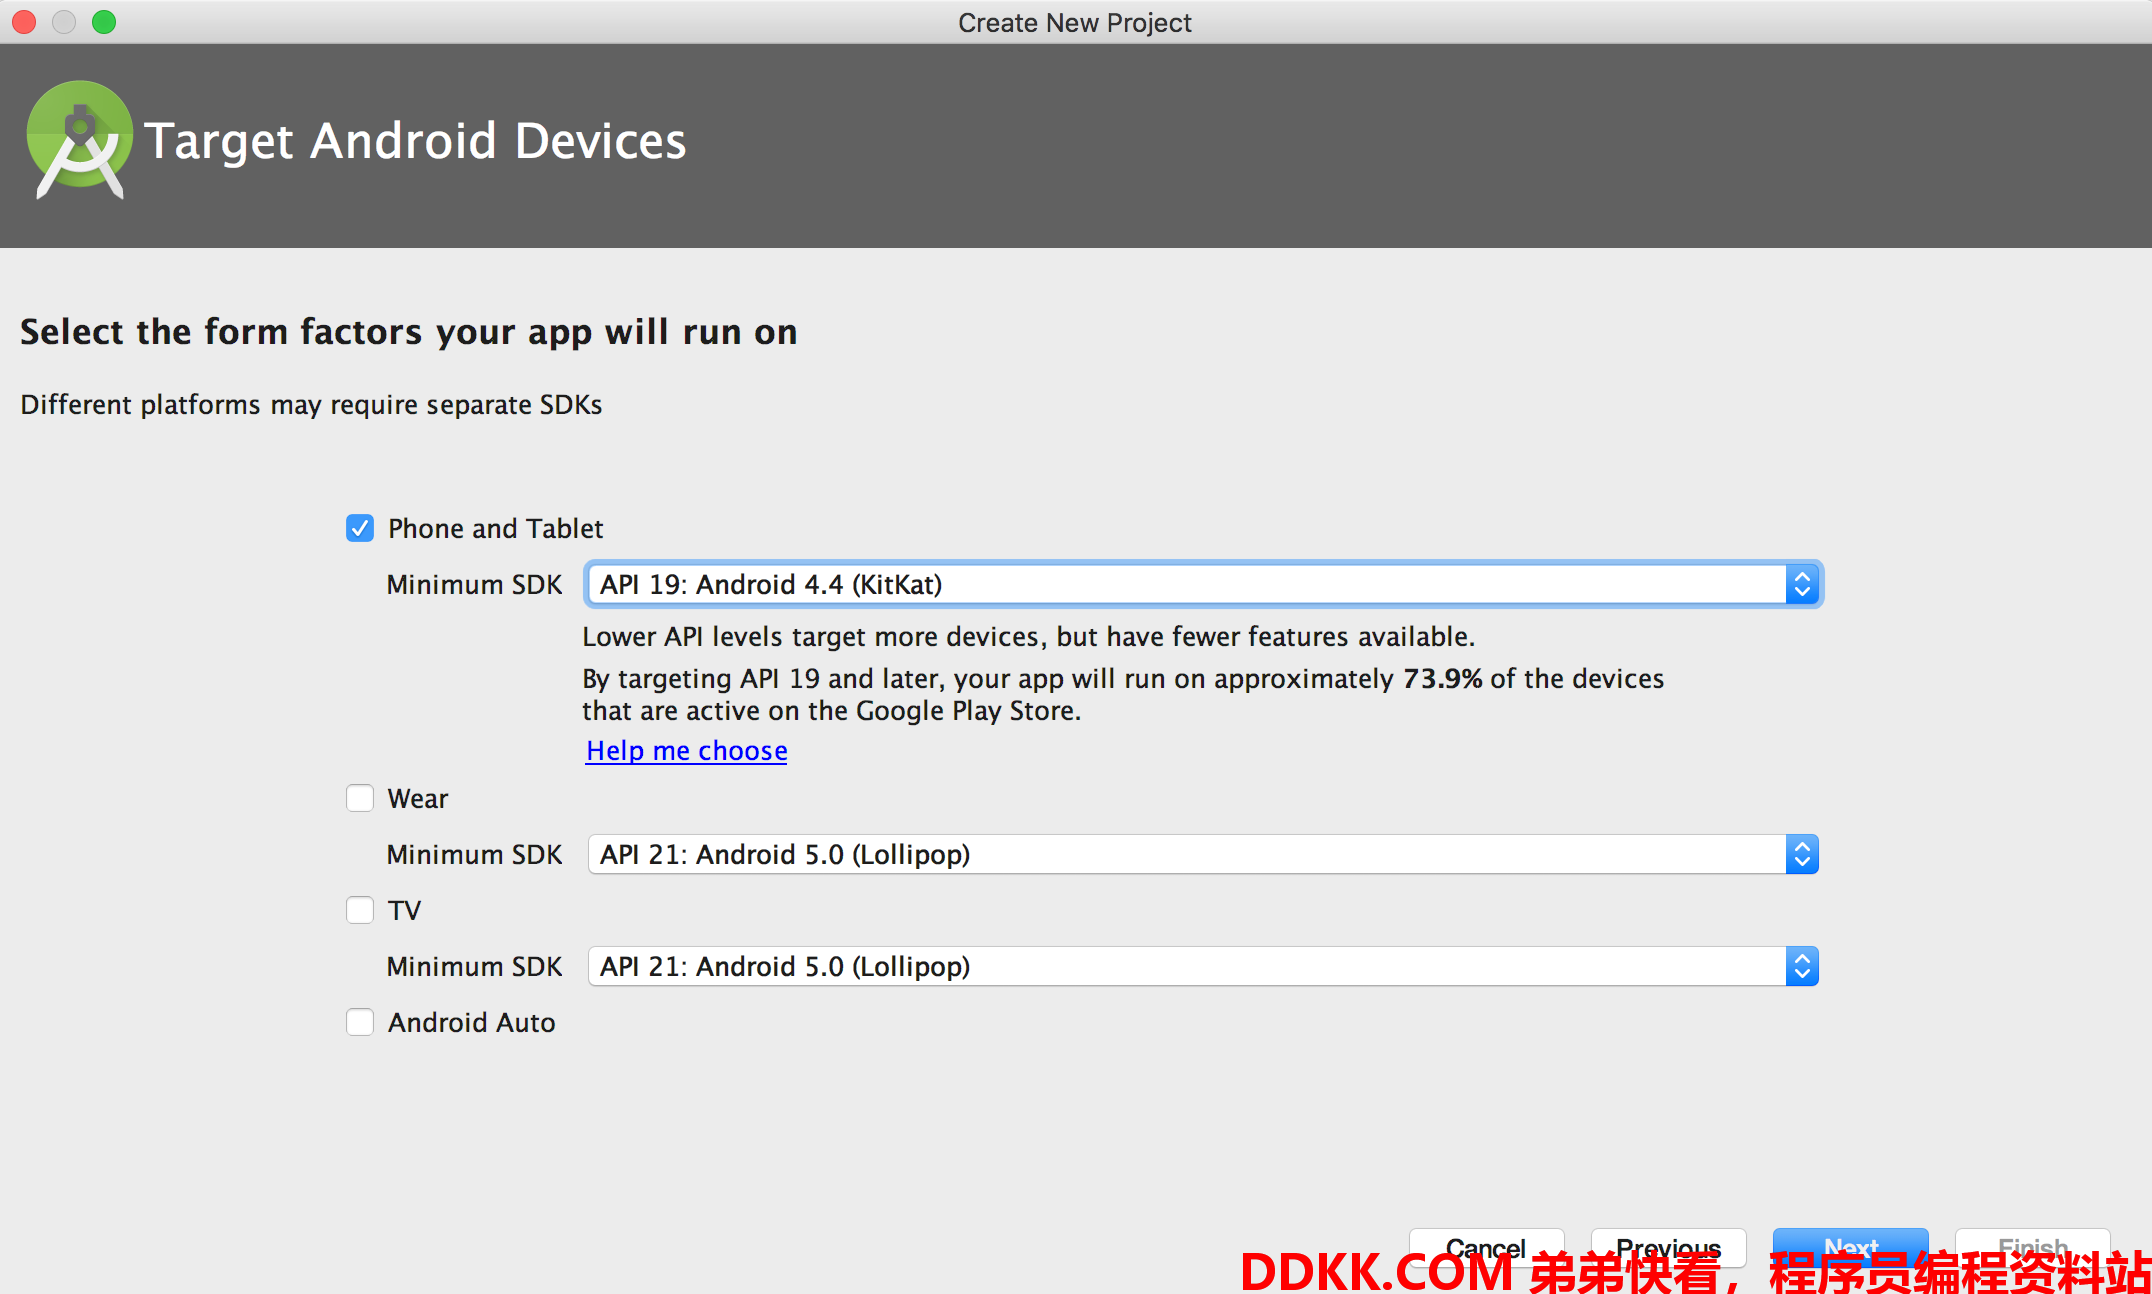 Create New Project
Target Android Devices
Select the form factors your app will run on
Different platforms may require separate SDKs
Phone and Tablet
Minimum SDK API 19: Android 4.4 (KitKat)
Lower API levels target more devices, but have fewer features available.
By targeting API 19 and later, your app will run on approximately 73.9% of the devices
that are active on the Google Play Store.
Help me choose
Wear
Minimum SDK API 21: Android 5.0 (Lollipop)
TV
Minimum SDK API 21: Android 5.0 (Lollipop)
Android Auto
Cancel Previous Next Finish
DDKK.COM 弟弟快看，程序员编程资料站